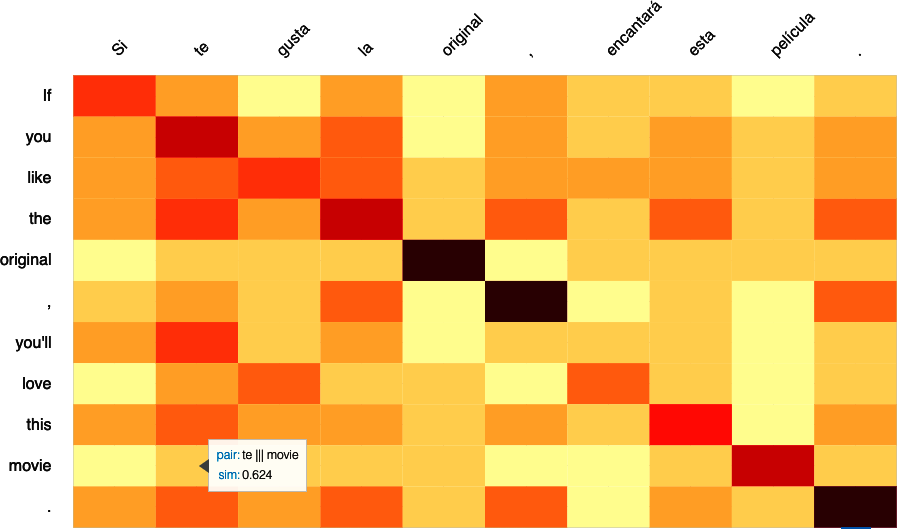 Si te gusta la original , encantará esta película .
If
you
like
the
original
,
you'll
love
this
movie
.
pair: te ||| movie
sim: 0.624